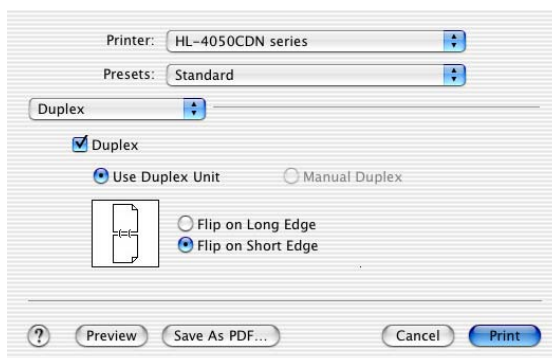 Printer: HL-4050CDN series
Presets: Standard
Duplex
Duplex
Use Duplex Unit Manual Duplex
Flip on Long Edge
Flip on Short Edge
? Preview Save As PDF... Cancel Print